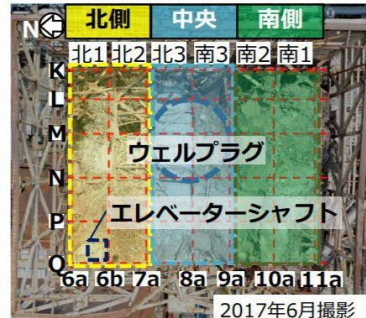 北側 中央 南側
N
北1 北2 北3 南3 南2 南1
K
L
M
ウェルプラグ
N
エレベーターシャフト
P
Q
6a 6b 7a 8a 9a 10a 11a
2017年6月撮影